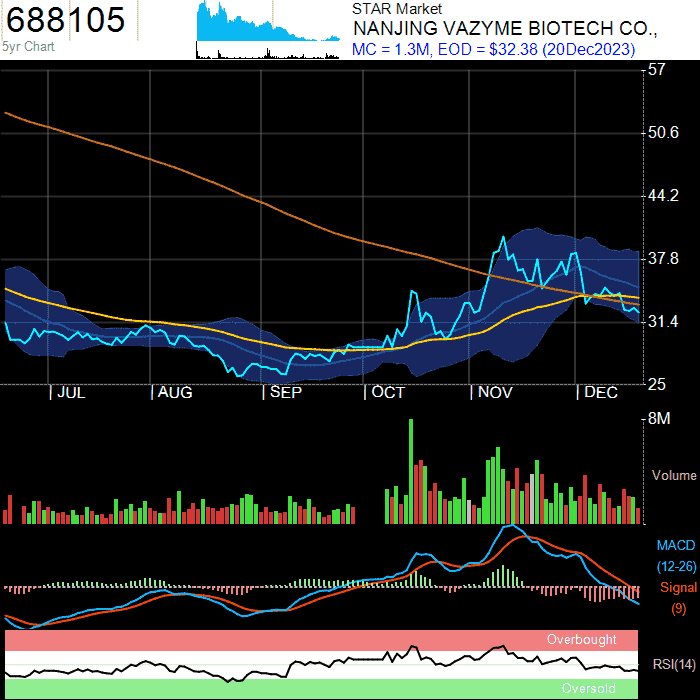 688105
5yr Chart
STAR Market
NANJING VAZYME BIOTECH CO.,
MC = 1.3M, EOD = $32.38 (20Dec2023)
57
50.6
44.2
37.8
31.4
25
| JUL | AUG | SEP | OCT | NOV | DEC
8M
Volume
MACD
(12-26)
Signal
(9)
Overbought
RSI(14)
Oversold